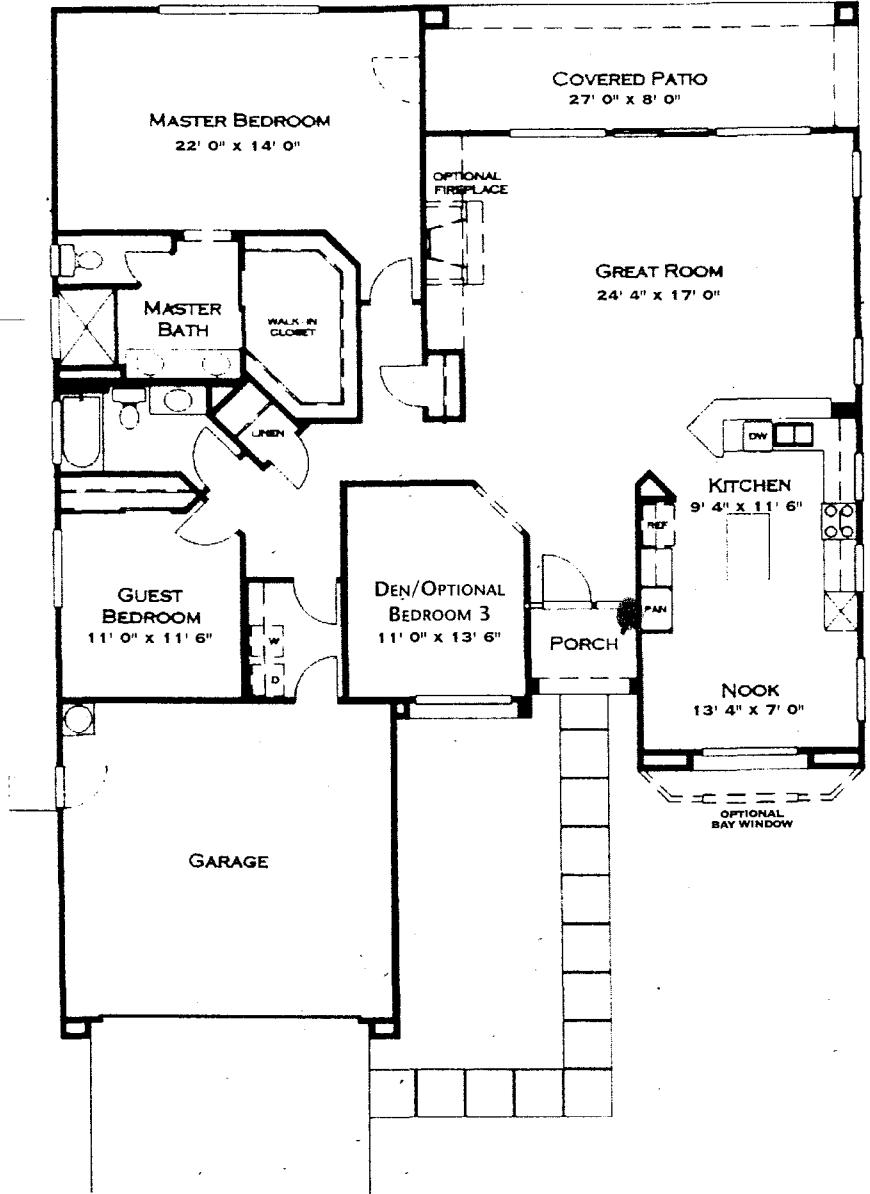 COVERED PATIO
27' 0" x 8' 0"
MASTER BEDROOM
22' 0" x 14' 0"
OPTIONAL
FIREPLACE
GREAT ROOM
24' 4" x 17' 0"
MASTER
BATH
WALK-IN
CLOSET
LINEN
DW
KITCHEN
9' 4" x 11' 6"
REF
PAN
GUEST
BEDROOM
11' 0" x 11' 6"
W
D
DEN/OPTIONAL
BEDROOM 3
11' 0" x 13' 6"
PORCH
NOOK
13' 4" x 7' 0"
OPTIONAL
BAY WINDOW
GARAGE